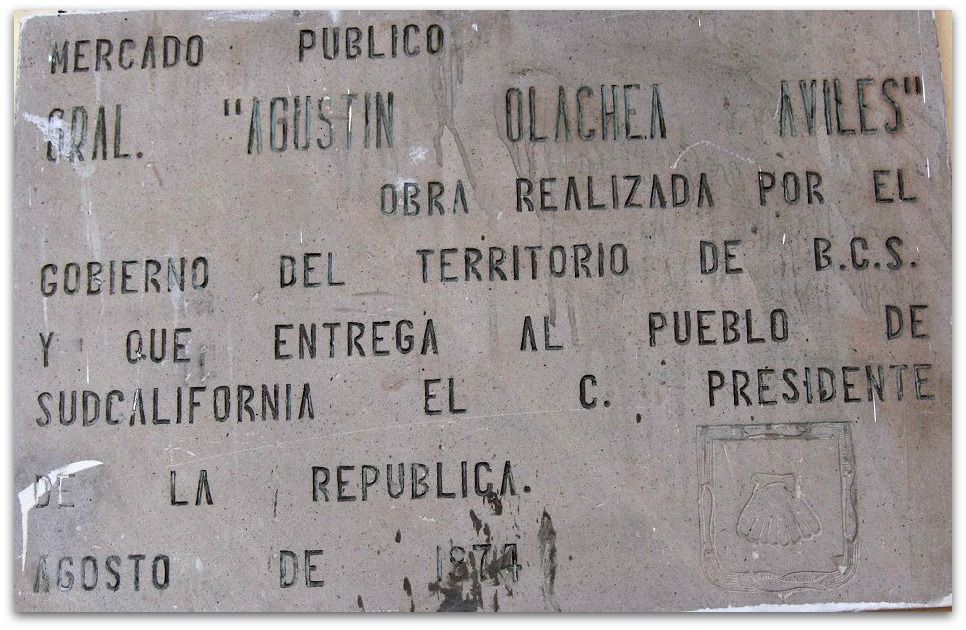 MERCADO PUBLICO
GRAL. "AGUSTIN OLACHEA AVILES"
OBRA REALIZADA POR EL
GOBIERNO DEL TERRITORIO DE B.C.S.
Y QUE ENTREGA AL PUEBLO DE
SUDCALIFORNIA EL C. PRESIDENTE
DE LA REPUBLICA.
AGOSTO DE